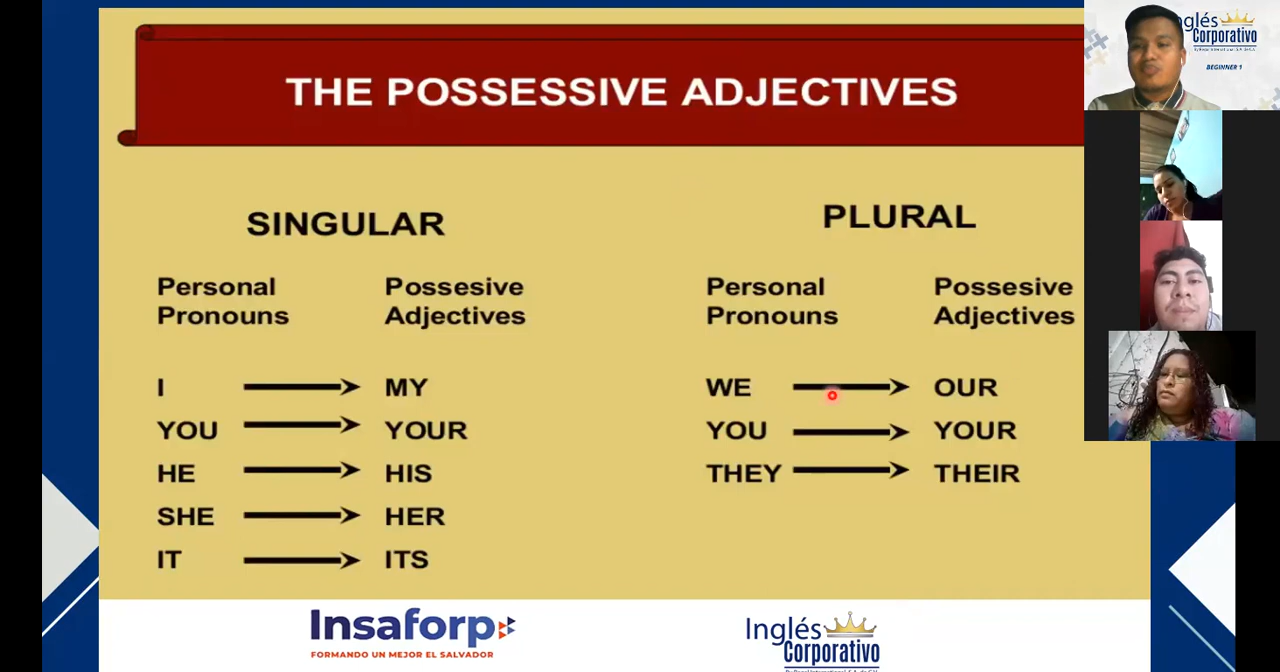 THE POSSESSIVE ADJECTIVES
SINGULAR
Personal
Pronouns
Possesive
Adjectives
I
MY
YOU
YOUR
HE
HIS
SHE
HER
IT
ITS
PLURAL
Personal
Pronouns
Possesive
Adjectives
WE
OUR
YOU
YOUR
THEY
THEIR
Insaforp
FORMANDO UN MEJOR EL SALVADOR
Inglés
Corporativo
nglés
Corporativo
BEGINNER 1